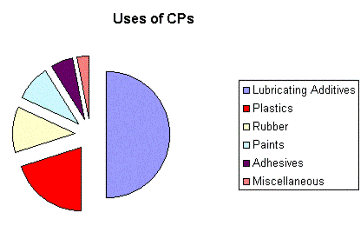 Uses of CPs
Lubricating Additives
Plastics
Rubber
Paints
Adhesives
Miscellaneous